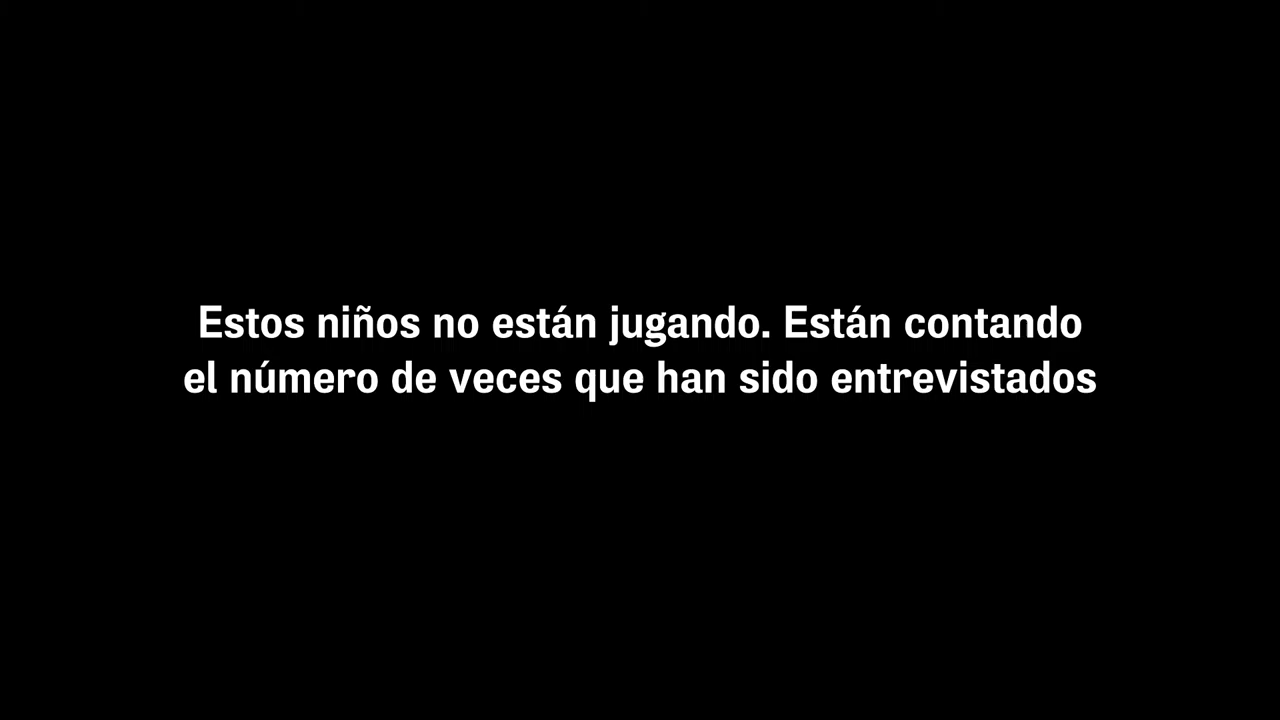 Estos niños no están jugando. Están contando
el número de veces que han sido entrevistados